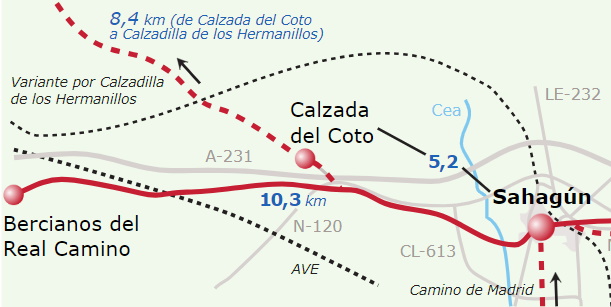 8,4 km (de Calzada del Coto
a Calzadilla de los Hermanillos)
Variante por Calzadilla
de los Hermanillos
Calzada
del Coto
Cea
LE-232
A-231
5,2
Sahagún
10,3 km
Bercianos del
Real Camino
N-120
CL-613
N
AVE
Camino de Madrid